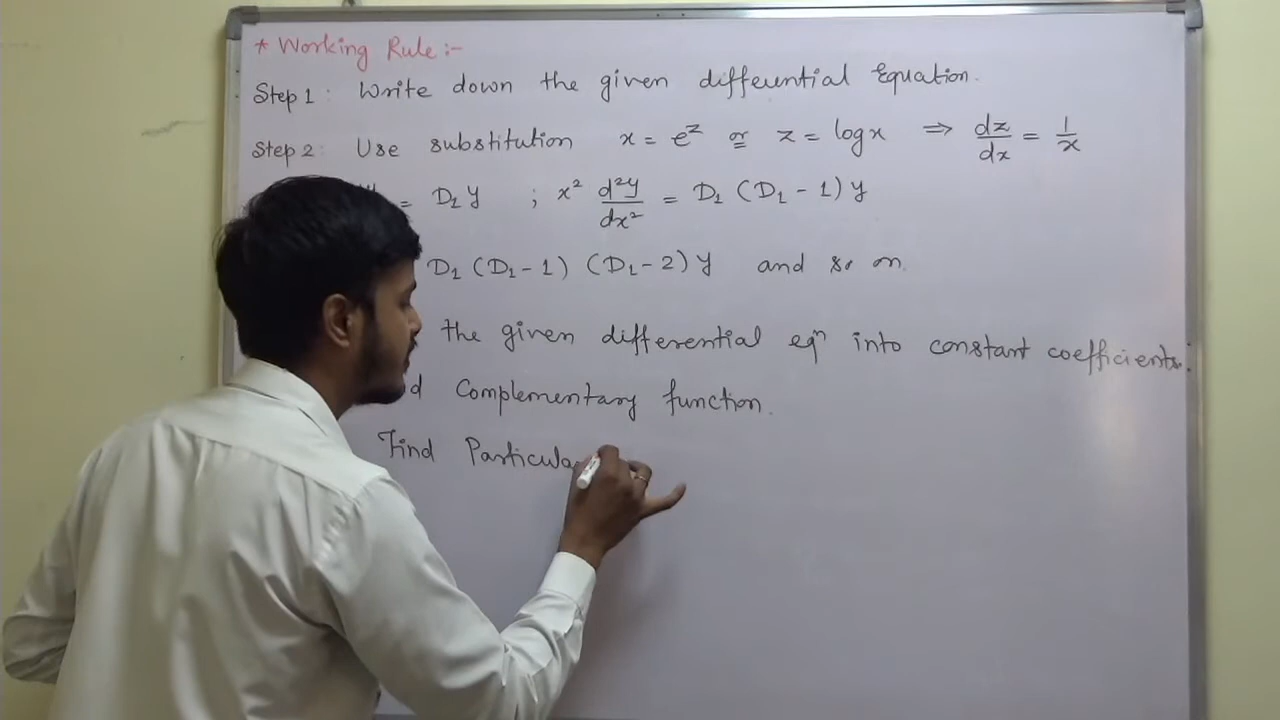 * Working Rule :-
Step 1 : Write down the given differential Equation.
Step 2 : Use substitution x = e^z or z = log x ⇒ dz/dx = 1/x
= D₁ y ; x² d²y/dx² = D₁ (D₁ - 1) y
D₁ (D₁ - 1) (D₁ - 2) y and so on.
the given differential eqⁿ into constant coefficients.
Complementary function.
Find Particula